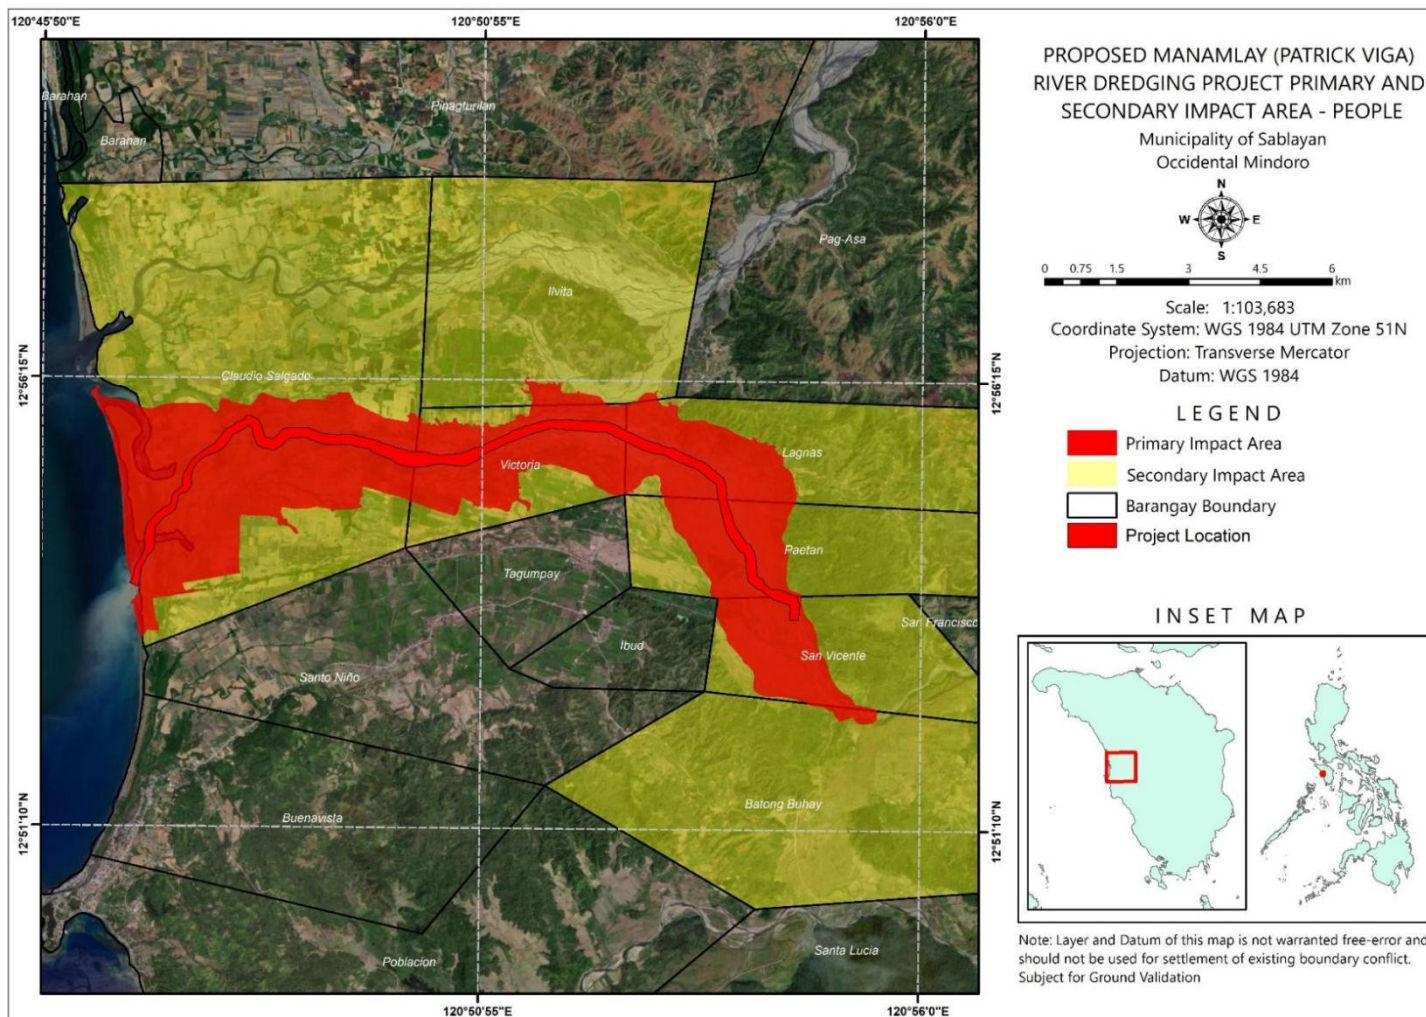 120°45'50"E
120°50'55"E
120°56'0"E
PROPOSED MANAMLAY (PATRICK VIGA)
RIVER DREDGING PROJECT PRIMARY AND
SECONDARY IMPACT AREA - PEOPLE
Municipality of Sablayan
Occidental Mindoro
N
W
E
S
0 0.75 1.5 3 4.5 6
km
Scale: 1:103,683
Coordinate System: WGS 1984 UTM Zone 51N
Projection: Transverse Mercator
Datum: WGS 1984
LEGEND
Primary Impact Area
Secondary Impact Area
Barangay Boundary
Project Location
INSET MAP
Note: Layer and Datum of this map is not warranted free-error and
should not be used for settlement of existing boundary conflict.
Subject for Ground Validation
Barahan
Barahan
Pinagturilan
Pag-Asa
Ilvita
12°56'15"N
12°56'15"N
Claudio Salgado
Victoria
Lagnas
Paetan
Tagumpay
Ibud
San Francisco
San Vicente
Santo Niño
Batong Buhay
Buenavista
12°51'10"N
12°51'10"N
Poblacion
Santa Lucia
120°50'55"E
120°56'0"E